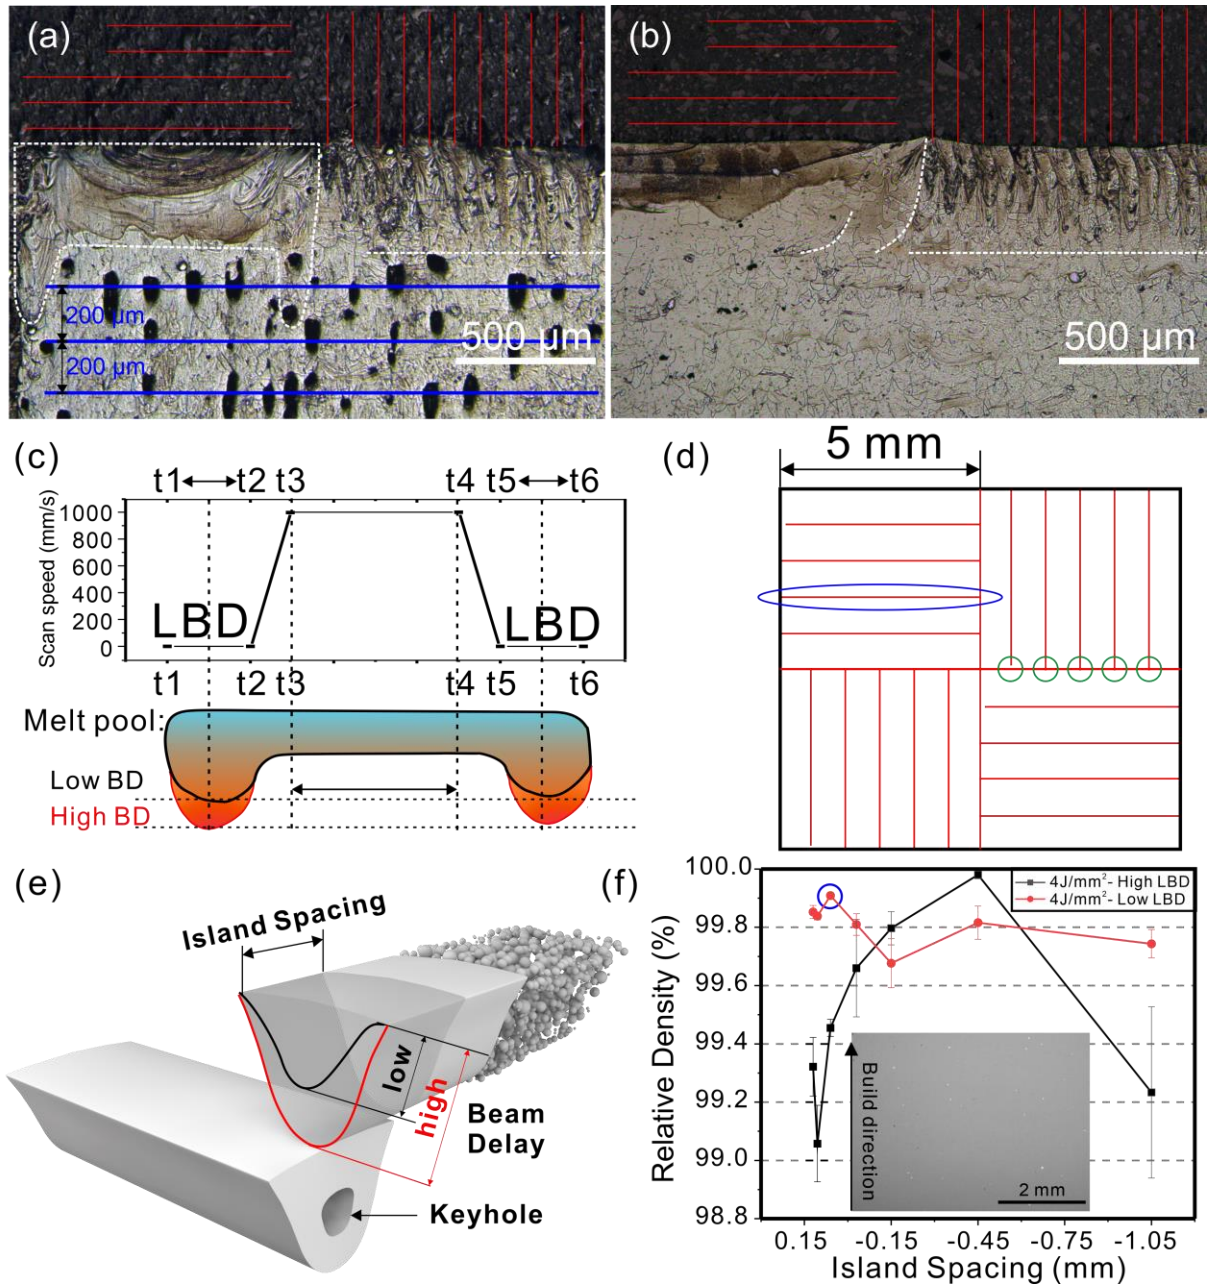 (a)
200 µm
200 µm
500 µm
(b)
500 µm
(c)
t1 t2 t3 t4 t5 t6
1000
800
600
400
200
0
Scan speed (mm/s)
LBD
LBD
t1 t2 t3 t4 t5 t6
Melt pool:
Low BD
High BD
(d)
5 mm
(e)
Island Spacing
low
high
Beam
Delay
Keyhole
(f)
100.0
99.8
99.6
99.4
99.2
99.0
98.8
Relative Density (%)
4J/mm²- High LBD
4J/mm²- Low LBD
Build direction
2 mm
0.15 -0.15 -0.45 -0.75 -1.05
Island Spacing (mm)